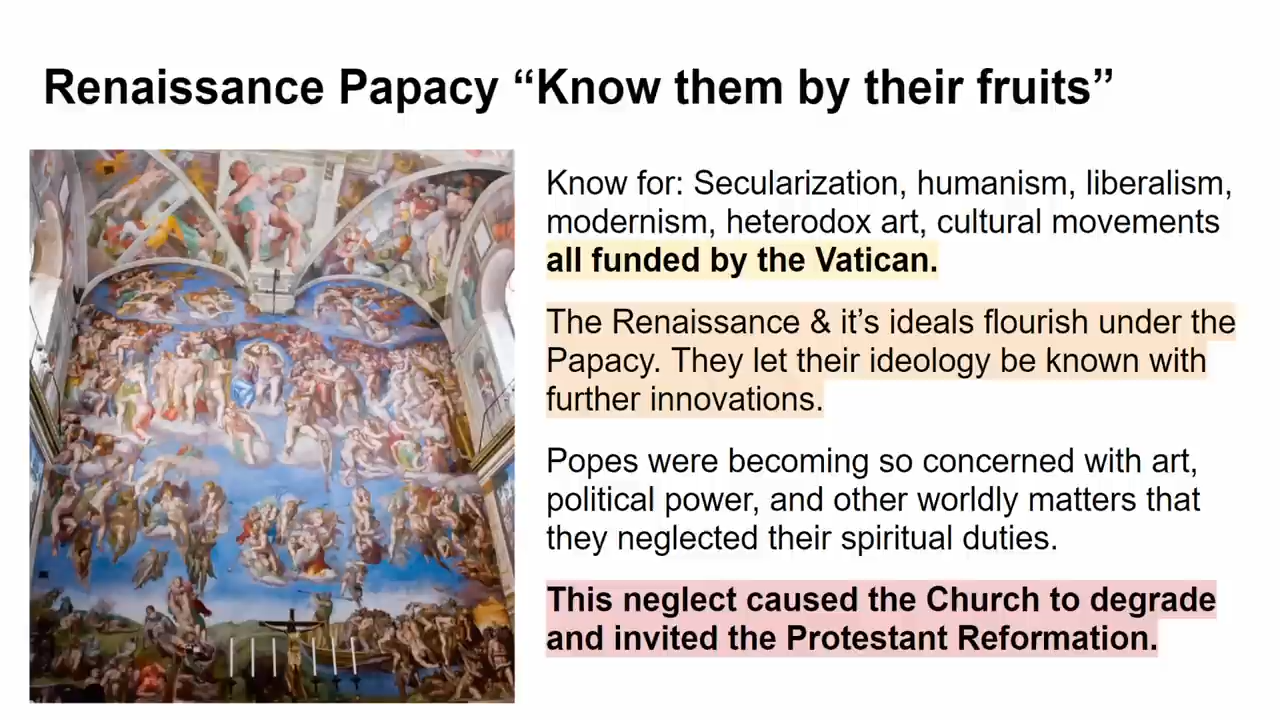 Renaissance Papacy “Know them by their fruits”
Know for: Secularization, humanism, liberalism,
modernism, heterodox art, cultural movements
all funded by the Vatican.
The Renaissance & it’s ideals flourish under the
Papacy. They let their ideology be known with
further innovations.
Popes were becoming so concerned with art,
political power, and other worldly matters that
they neglected their spiritual duties.
This neglect caused the Church to degrade
and invited the Protestant Reformation.